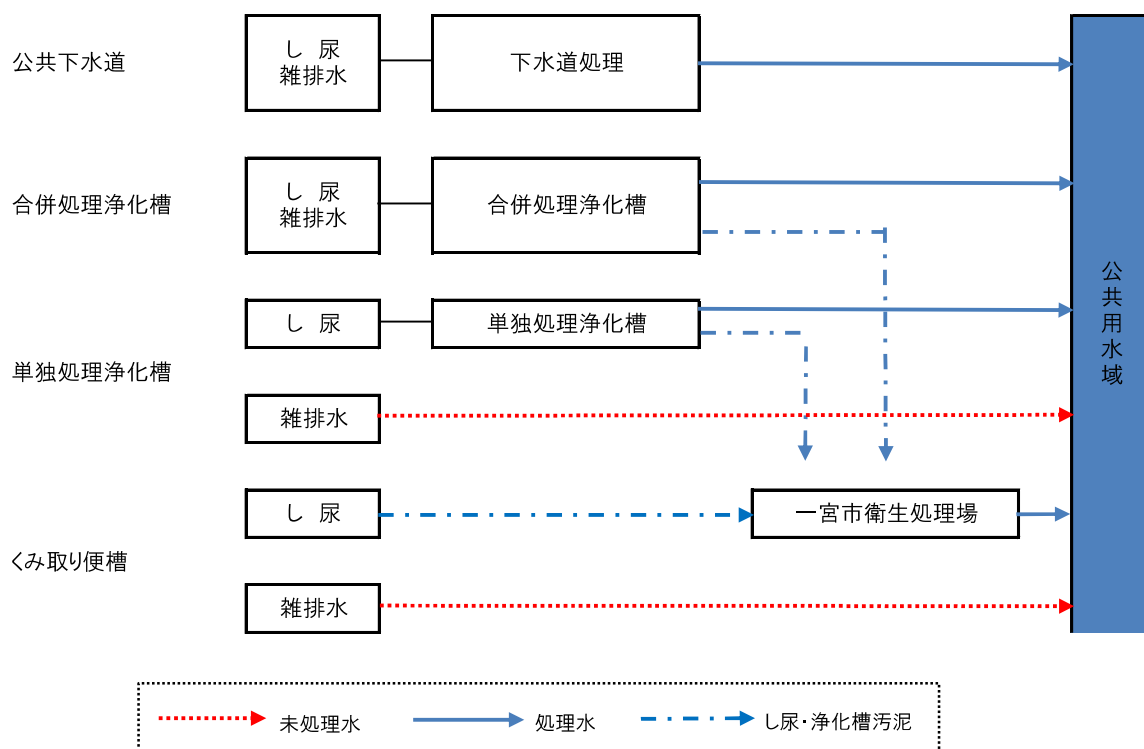 公共下水道
し 尿
雑排水
下水道処理
合併処理浄化槽
し 尿
雑排水
合併処理浄化槽
単独処理浄化槽
し 尿
単独処理浄化槽
雑排水
くみ取り便槽
し 尿
一宮市衛生処理場
雑排水
公共用水域
未処理水
処理水
し尿・浄化槽汚泥